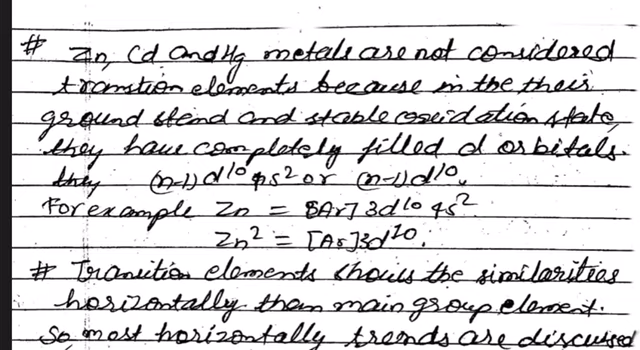 # Zn, Cd and Hg metals are not considered
transtion elements because in the their
ground stend and stable oxidation state,
they have completely filled d orbitals.
they (n-1)d10 ns2 or (n-1)d10.
For example Zn = [Ar] 3d10 4s2
Zn2 = [Ar]3d10.
# Transition elements shows the similarities
horizontally than main group element.
So most horizontally trends are discussed